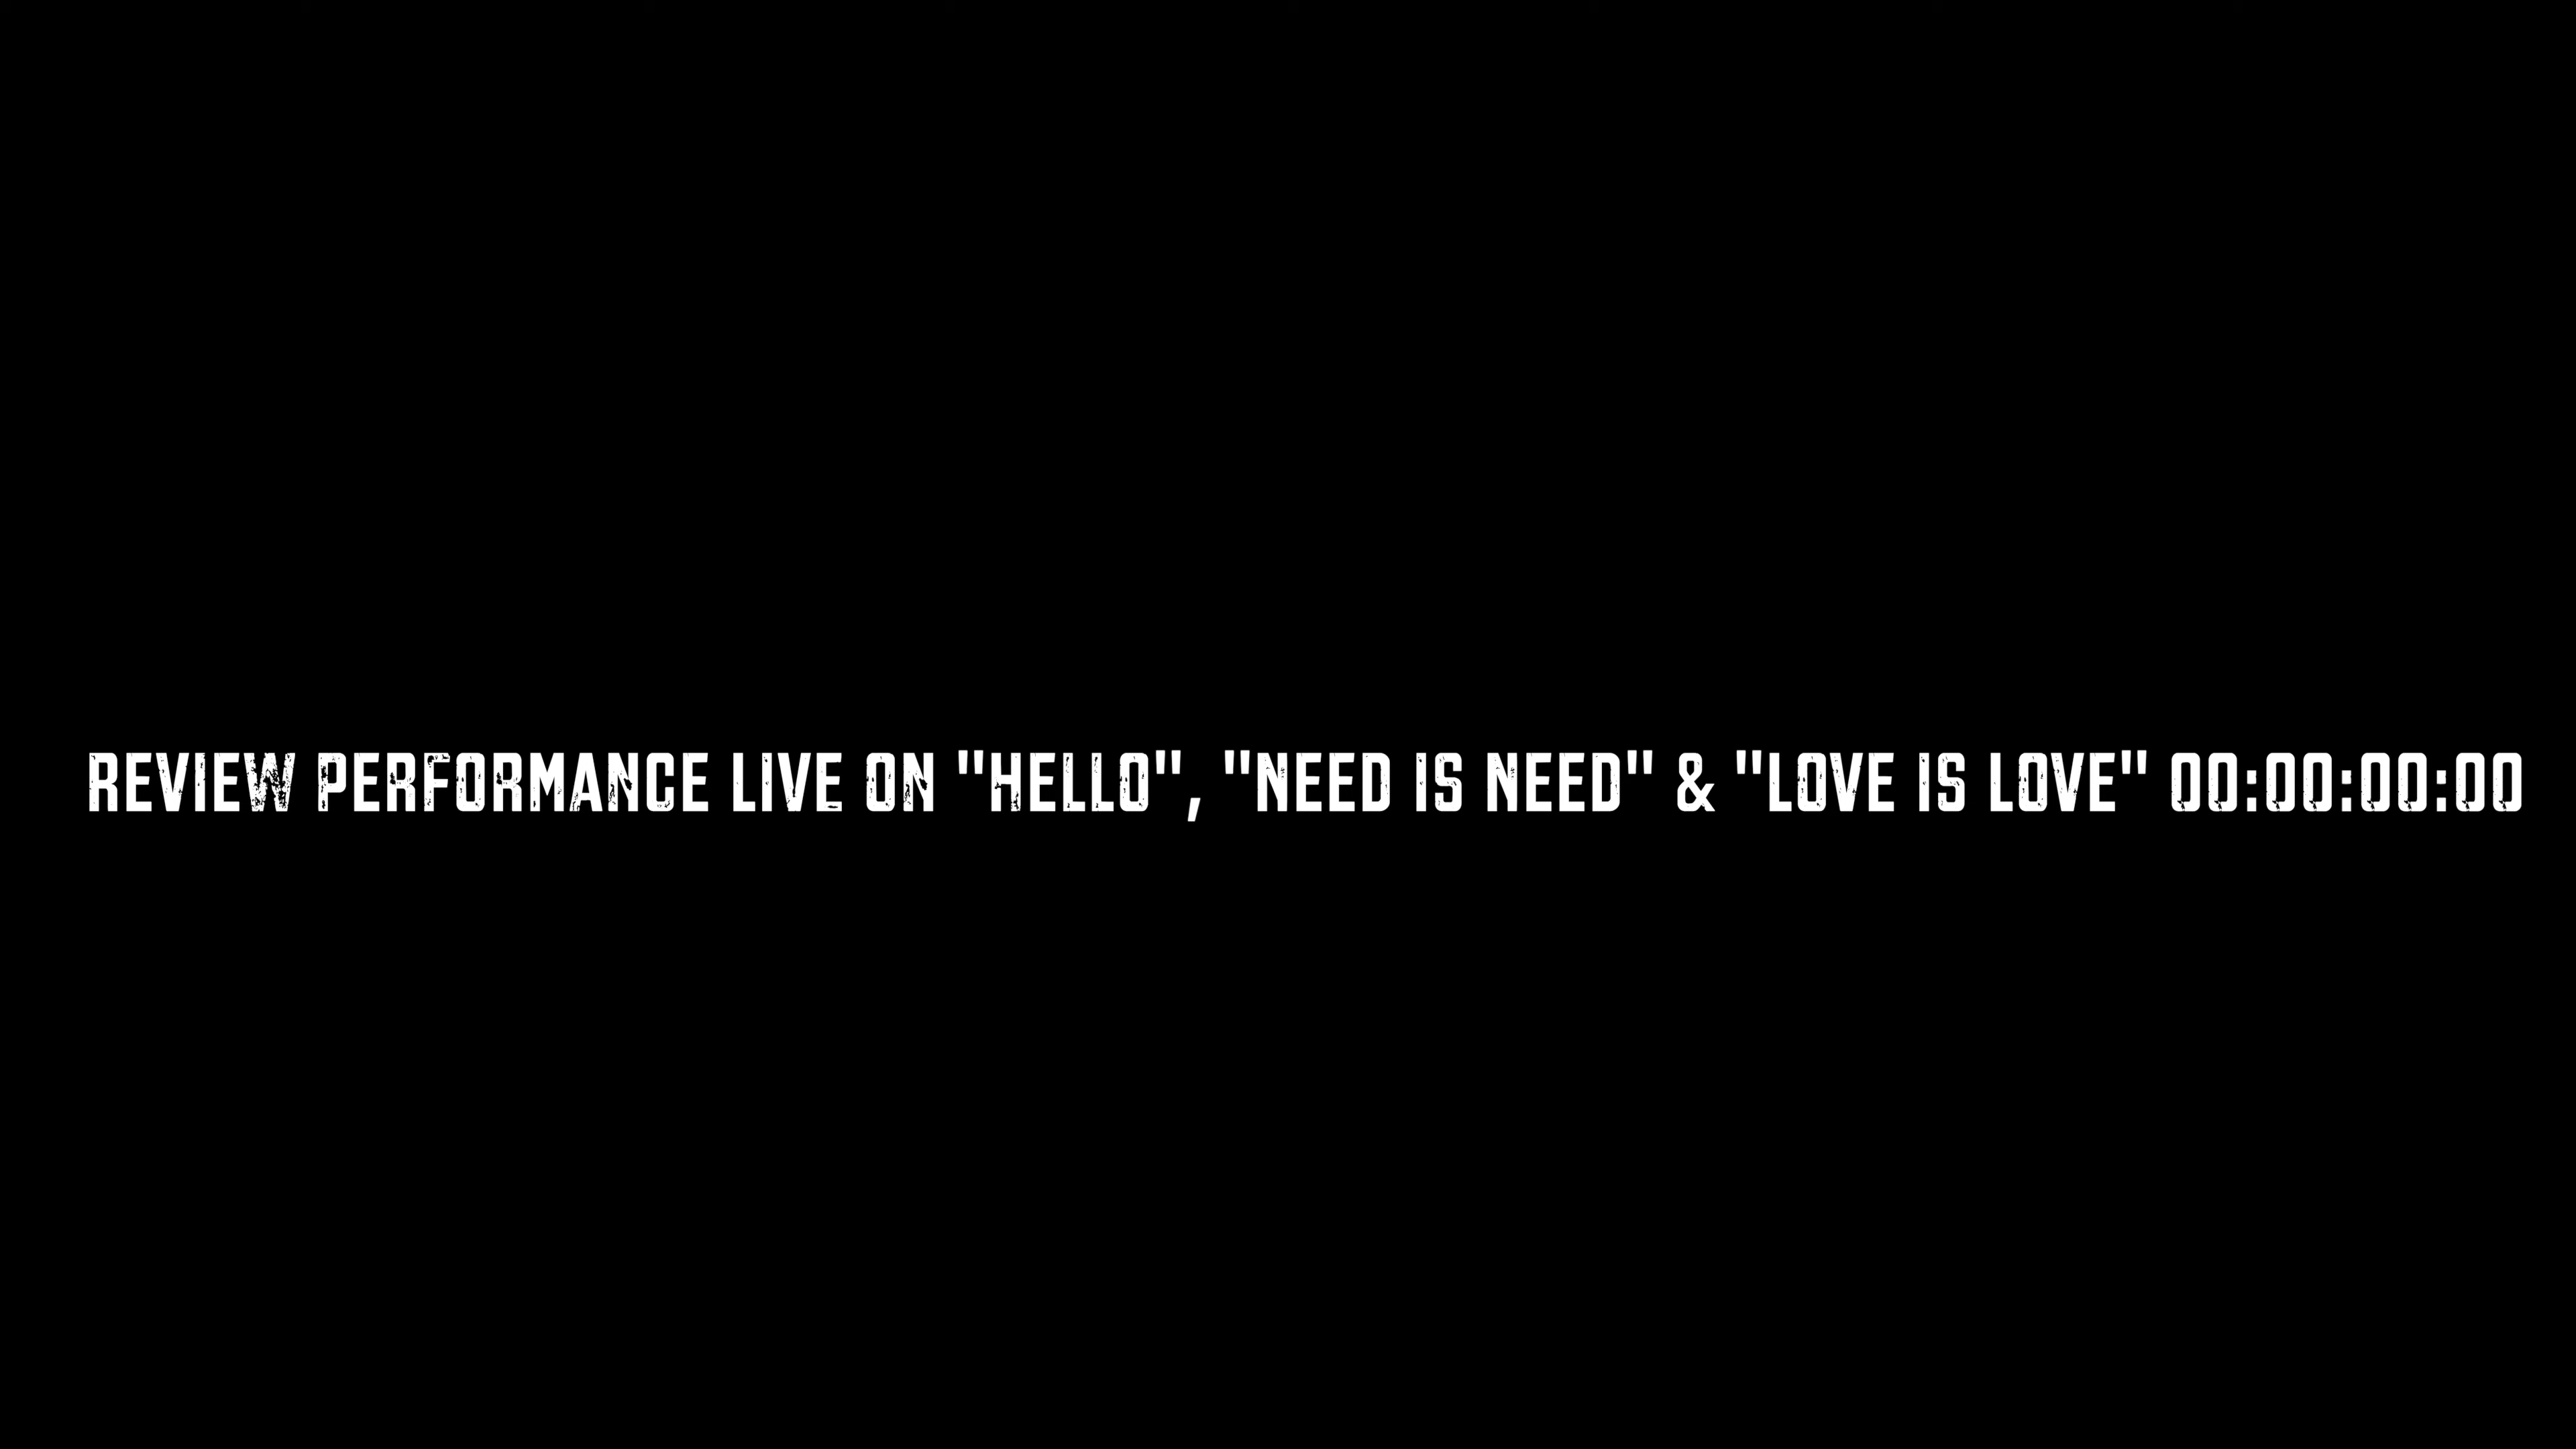 REVIEW PERFORMANCE LIVE ON "HELLO", "NEED IS NEED" & "LOVE IS LOVE" 00:00:00:00